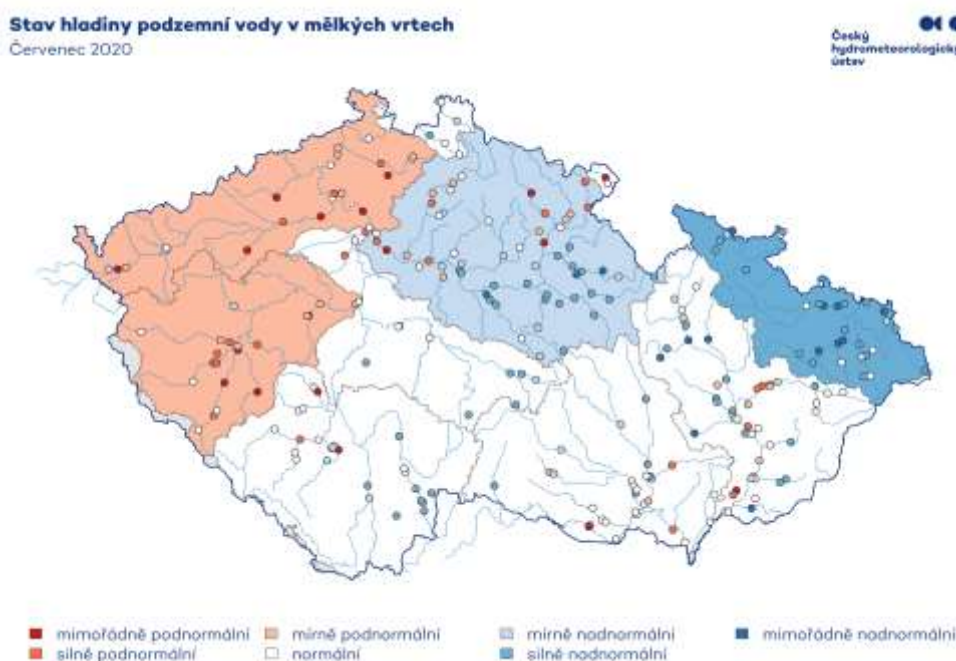 Stav hladiny podzemní vody v mělkých vrtech
Červenec 2020
Český
hydrometeorologický
ústav
mimořádně podnormální
silně podnormální
mírně podnormální
normální
mírně nadnormální
silně nadnormální
mimořádně nadnormální